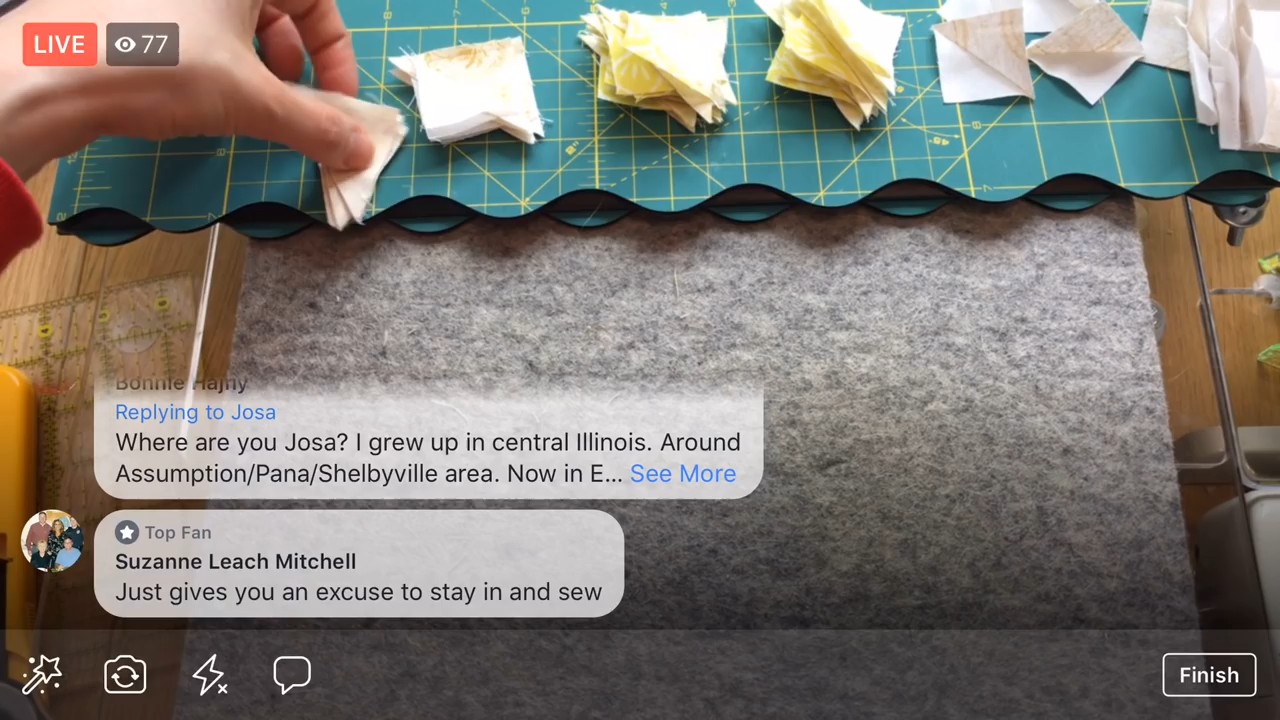 LIVE
77
Bonnie Hajny
Replying to Josa
Where are you Josa? I grew up in central Illinois. Around
Assumption/Pana/Shelbyville area. Now in E... See More
Top Fan
Suzanne Leach Mitchell
Just gives you an excuse to stay in and sew
Finish